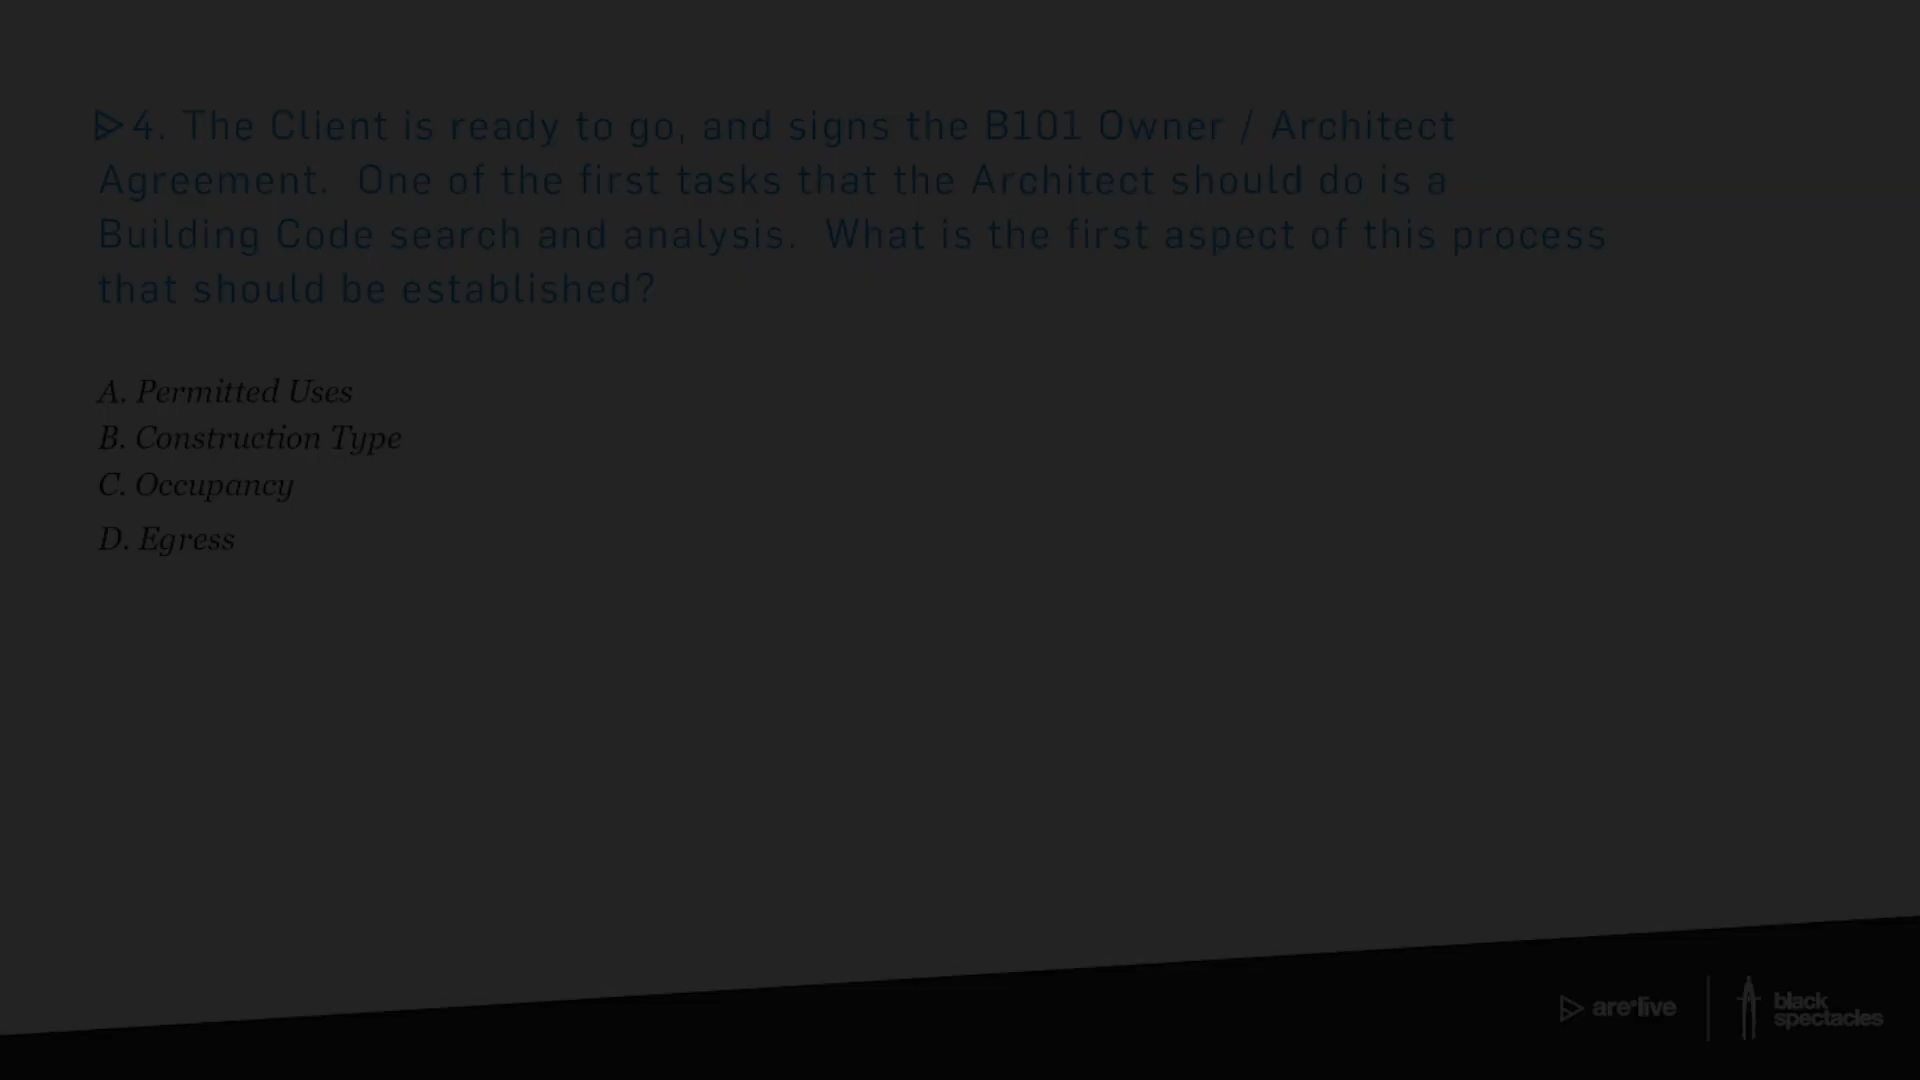 4. The Client is ready to go, and signs the B101 Owner / Architect
Agreement.  One of the first tasks that the Architect should do is a
Building Code search and analysis.  What is the first aspect of this process
that should be established?
A. Permitted Uses
B. Construction Type
C. Occupancy
D. Egress
are•live
black
spectacles